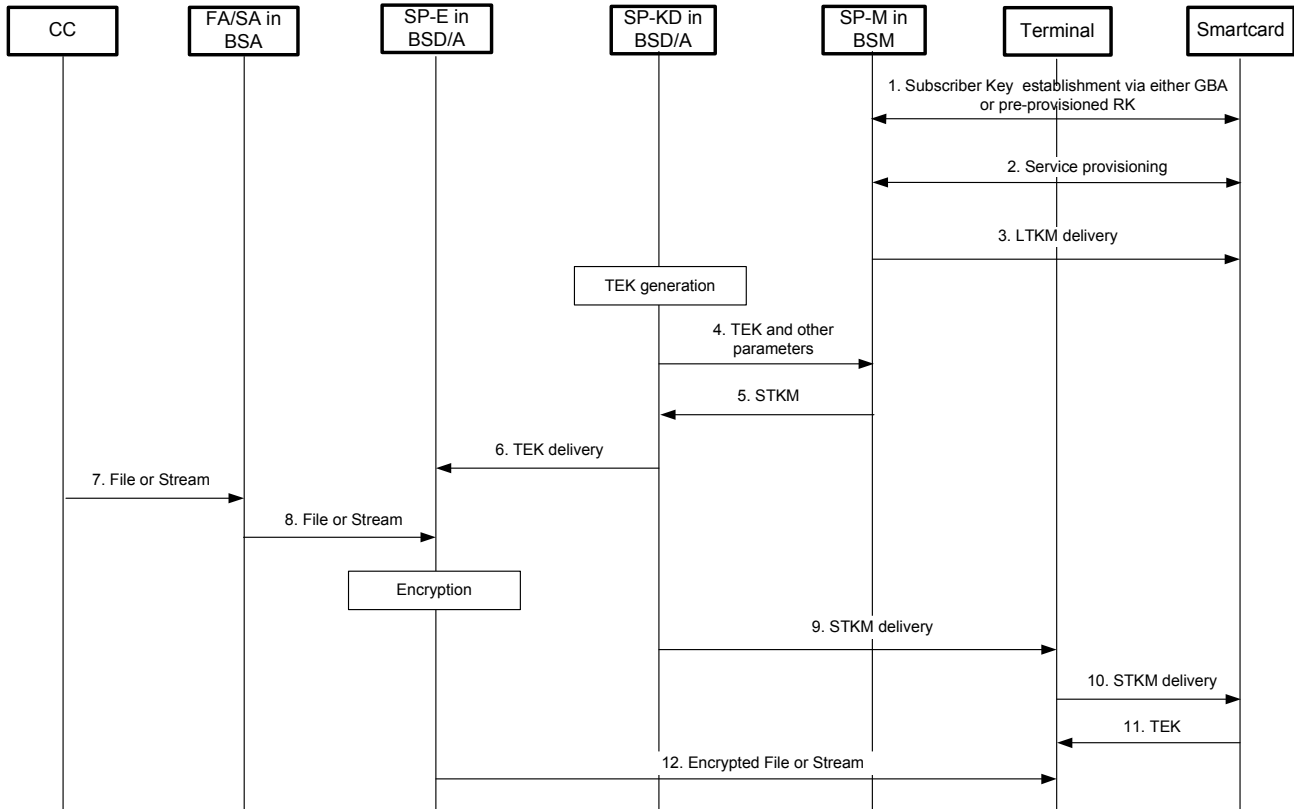 CC
FA/SA in
BSA
SP-E in
BSD/A
SP-KD in
BSD/A
SP-M in
BSM
Terminal
Smartcard
1. Subscriber Key establishment via either GBA
or pre-provisioned RK
2. Service provisioning
3. LTKM delivery
TEK generation
4. TEK and other
parameters
5. STKM
6. TEK delivery
7. File or Stream
8. File or Stream
Encryption
9. STKM delivery
10. STKM delivery
11. TEK
12. Encrypted File or Stream